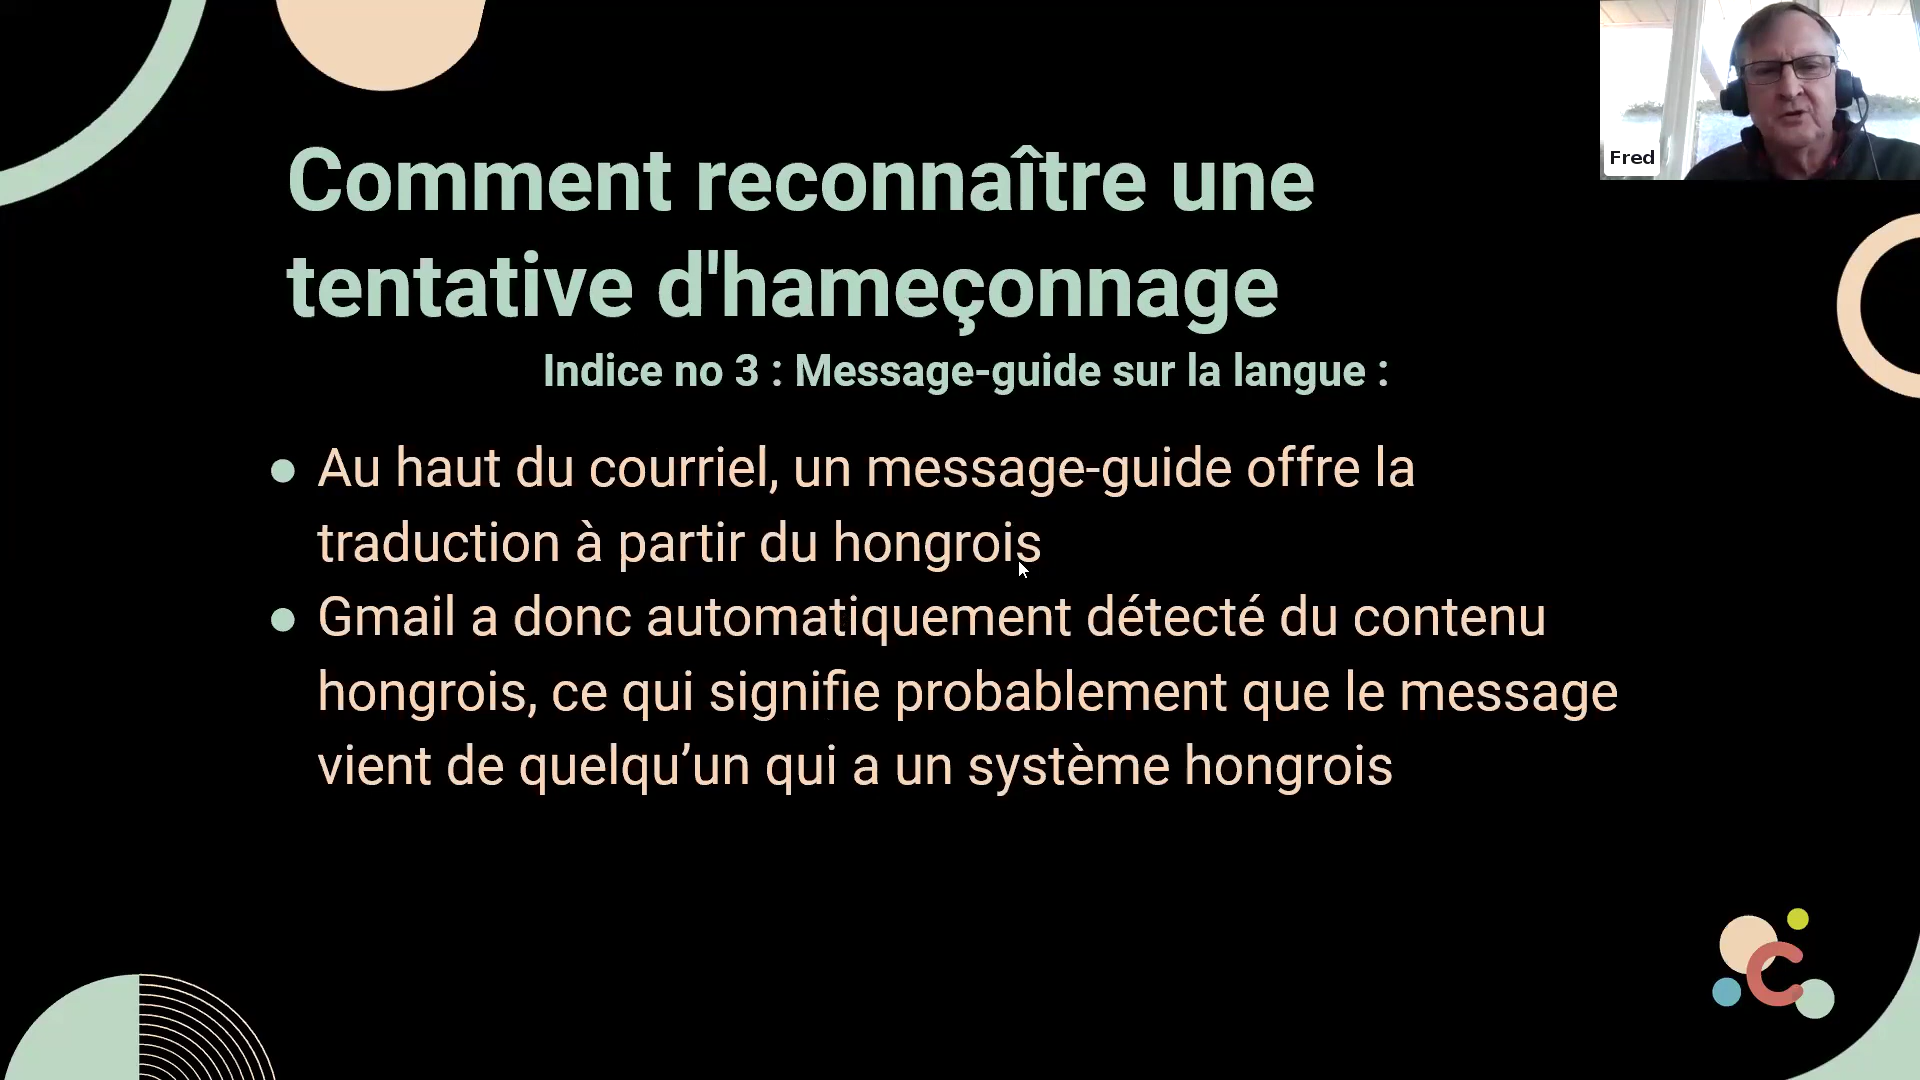 Fred
Comment reconnaître une
tentative d'hameçonnage
Indice no 3 : Message-guide sur la langue :
● Au haut du courriel, un message-guide offre la
traduction à partir du hongrois
● Gmail a donc automatiquement détecté du contenu
hongrois, ce qui signifie probablement que le message
vient de quelqu’un qui a un système hongrois